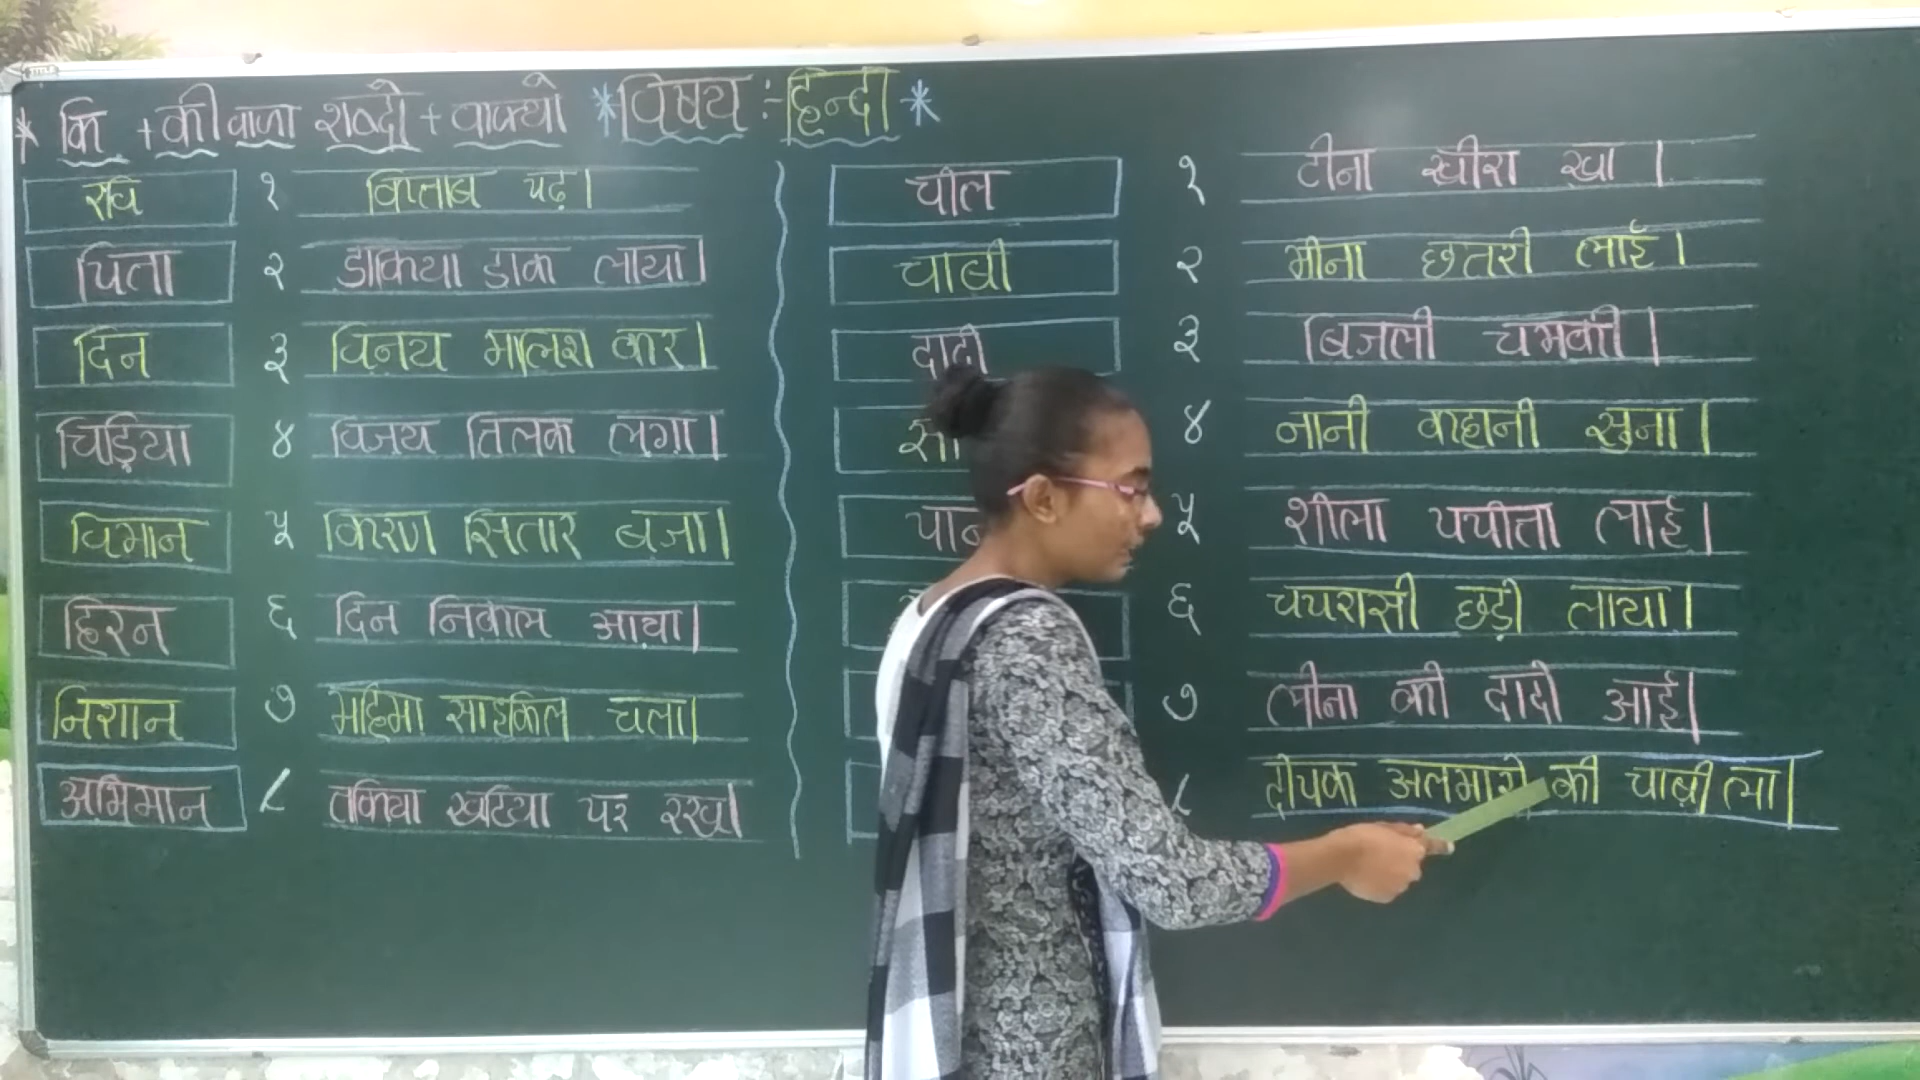 * कि + की वाळा शब्दो + वाक्यो * विषय :- हिन्दी *
रवि
चिता
दिन
चिड़िया
विमान
हिरन
निशान
अभिमान
१ किताब पढ़।
२ डाकिया डाक लाया।
३ विनय मालिश कर।
४ विजय तिलक लगा।
५ किरण सितार बजा।
६ दिन निकाल आया।
७ महिमा साइकिल चला।
८ तकिया खटिया पर रख।
चील
चाबी
दादी
१ टीना खीरा खा।
२ मीना छतरी लाई।
३ बिजली चमकी।
४ नानी कहानी सुना।
५ शीला पपीता लाई।
६ चपरासी छड़ी लाया।
७ लीना की दादी आई।
८ दीपक अलमारी की चाबी ला।